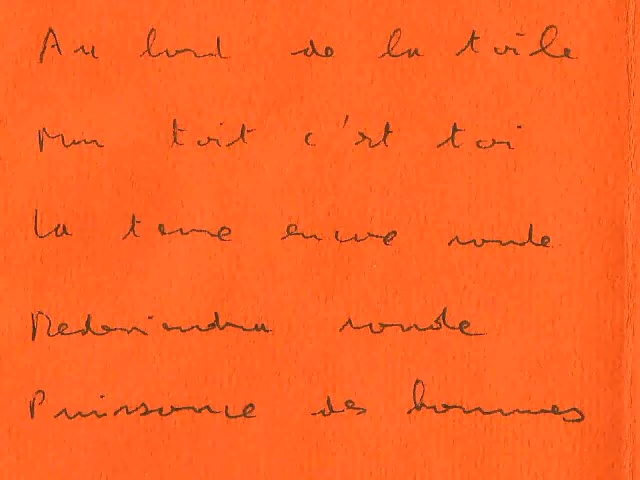 Au bord de la toile
Mon toit c'est toi
La terre encore ronde
Redeviendra ronde
Puissance des hommes